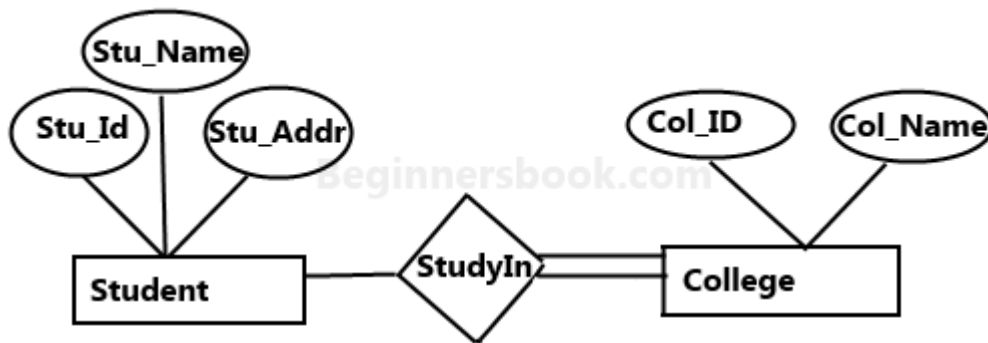 Stu_Name
Stu_Id
Stu_Addr
Col_ID
Col_Name
Beginnersbook.com
Student
StudyIn
College